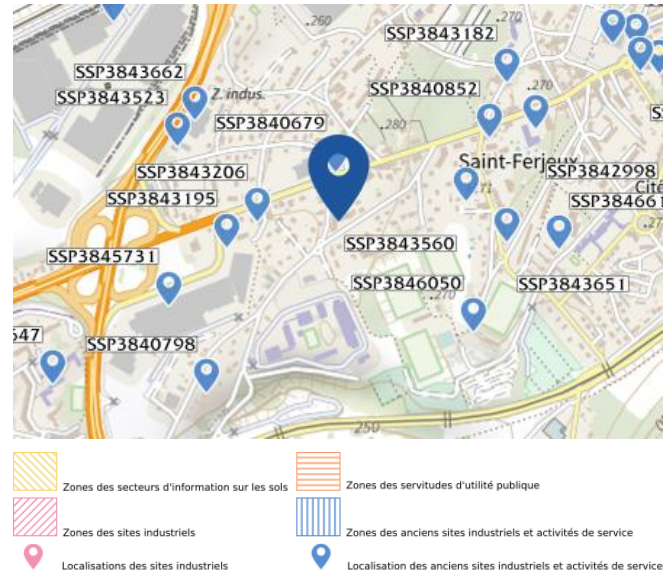 .260
SSP3843182
.270
SSP3843662
Z. indus.
SSP3840852
.270
SSP3843523
SSP3840679
.280
Saint-Ferjeux
SSP3843206
SSP3842998
Cité
SSP3843195
SSP384661
SSP3843560
SSP3845731
SSP3846050
.270
SSP3843651
647
SSP3840798
250
Zones des secteurs d'information sur les sols
Zones des servitudes d'utilité publique
Zones des sites industriels
Zones des anciens sites industriels et activités de service
Localisations des sites industriels
Localisation des anciens sites industriels et activités de service